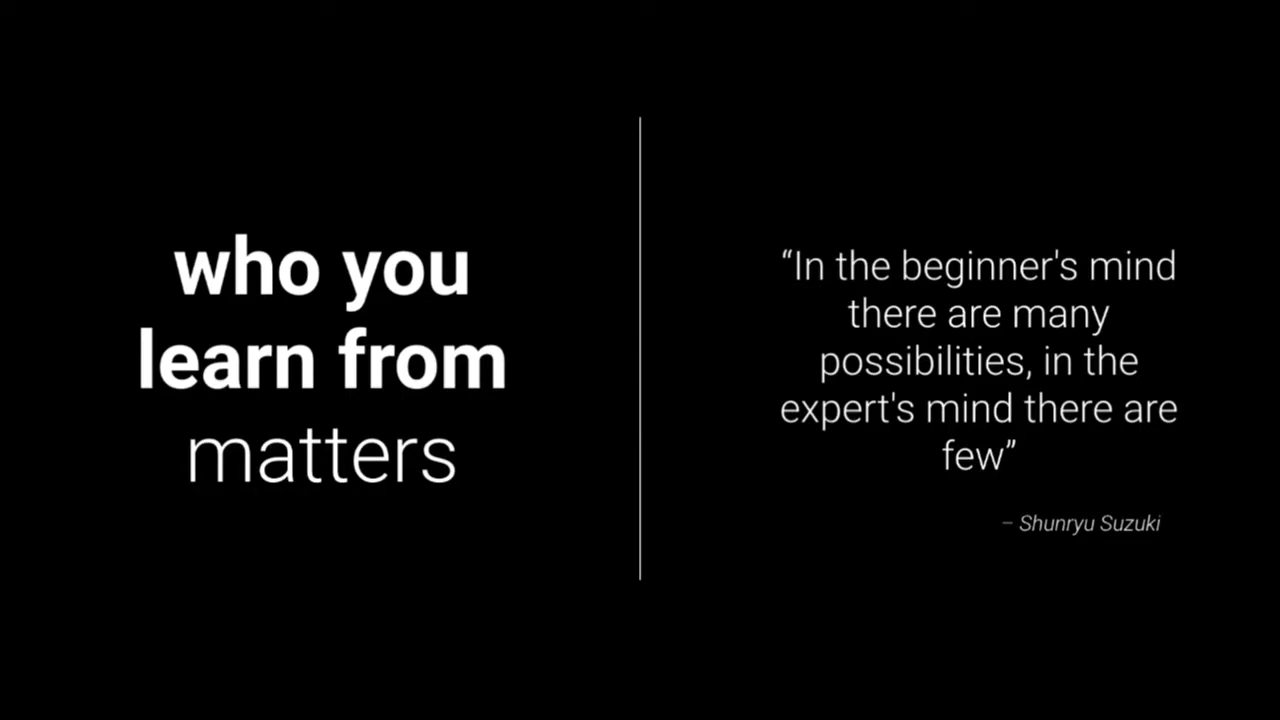 who you
learn from
matters
“In the beginner's mind
there are many
possibilities, in the
expert's mind there are
few”
– Shunryu Suzuki